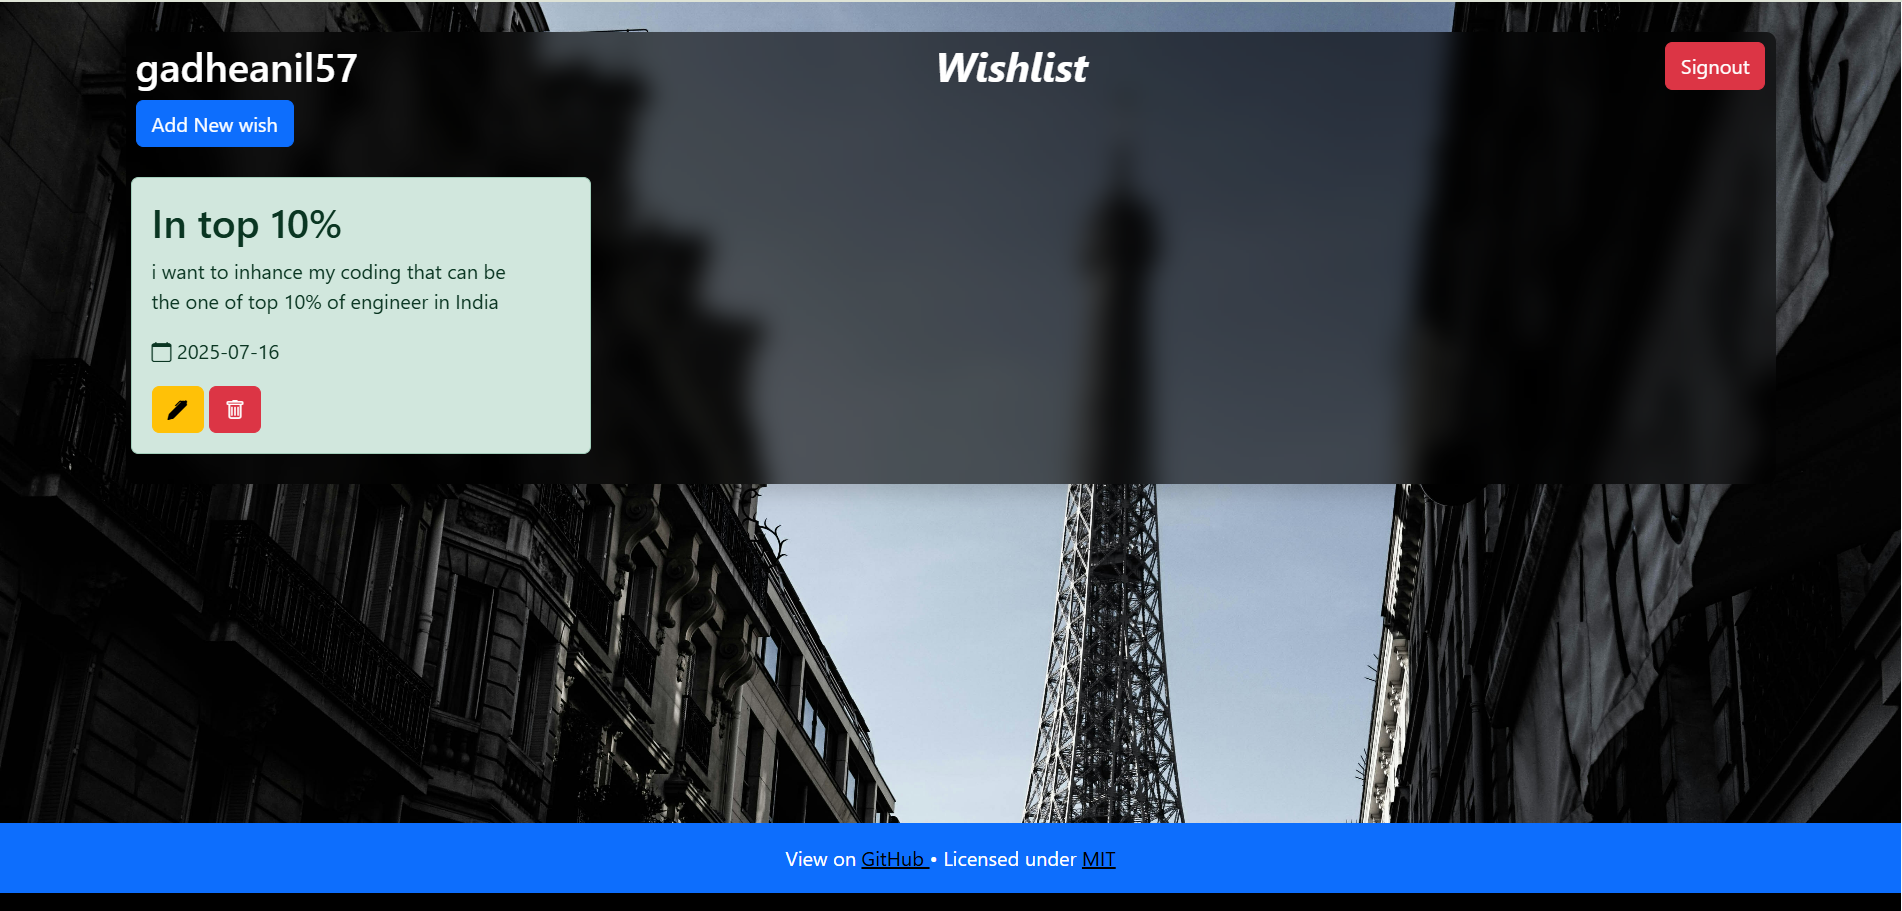 gadheanil57
Wishlist
Signout
Add New wish
In top 10%
i want to inhance my coding that can be
the one of top 10% of engineer in India
2025-07-16
View on GitHub • Licensed under MIT